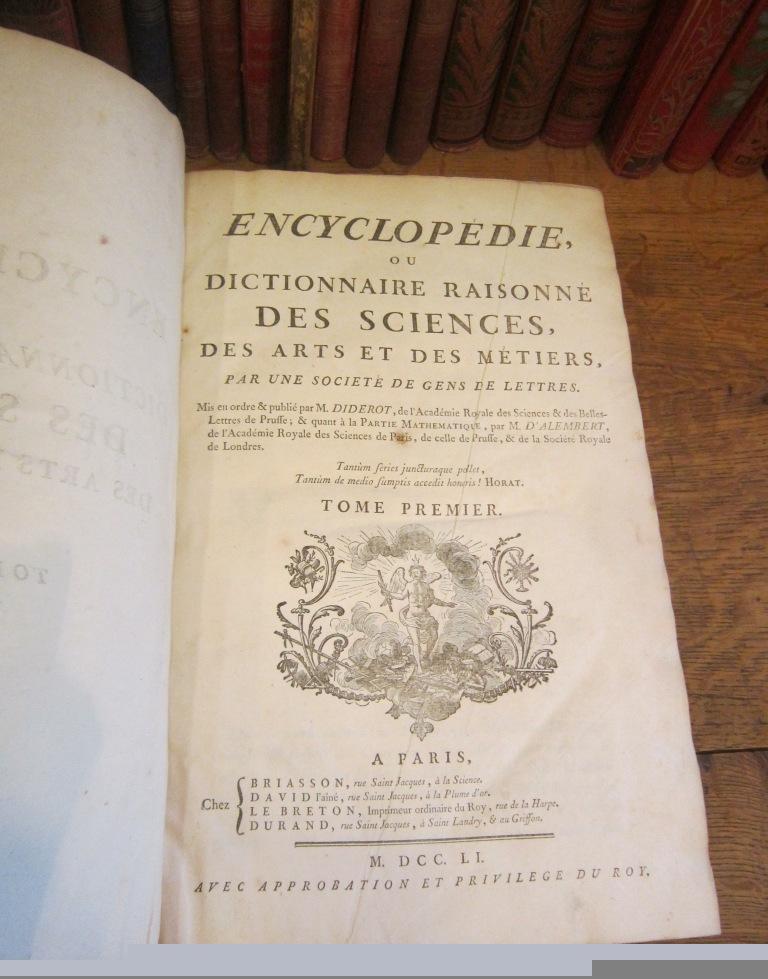 ENCYCLOPÉDIE,
OU
DICTIONNAIRE RAISONNÉ
DES SCIENCES,
DES ARTS ET DES MÉTIERS,
PAR UNE SOCIETÉ DE GENS DE LETTRES.
Mis en ordre & publié par M. DIDEROT, de l'Académie Royale des Sciences & des Belles-
Lettres de Prusse; & quant à la PARTIE MATHEMATIQUE, par M. D'ALEMBERT,
de l'Académie Royale des Sciences de Paris, de celle de Prusse, & de la Société Royale
de Londres.
Tantùm series juncturaque pollet,
Tantùm de medio sumptis accedit honoris! HORAT.
TOME PREMIER.
A PARIS,
Chez
BRIASSON, rue Saint Jacques, à la Science.
DAVID l'aîné, rue Saint Jacques, à la Plume d'or.
LE BRETON, Imprimeur ordinaire du Roy, rue de la Harpe.
DURAND, rue Saint Jacques, à Saint Landry, & au Griffon.
M. DCC. LI.
AVEC APPROBATION ET PRIVILEGE DU ROY.